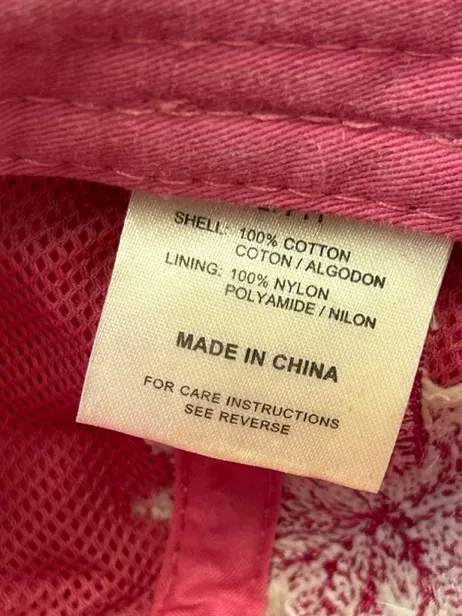 SHELL: 100% COTTON
COTON / ALGODON
LINING: 100% NYLON
POLYAMIDE / NILON
MADE IN CHINA
FOR CARE INSTRUCTIONS
SEE REVERSE